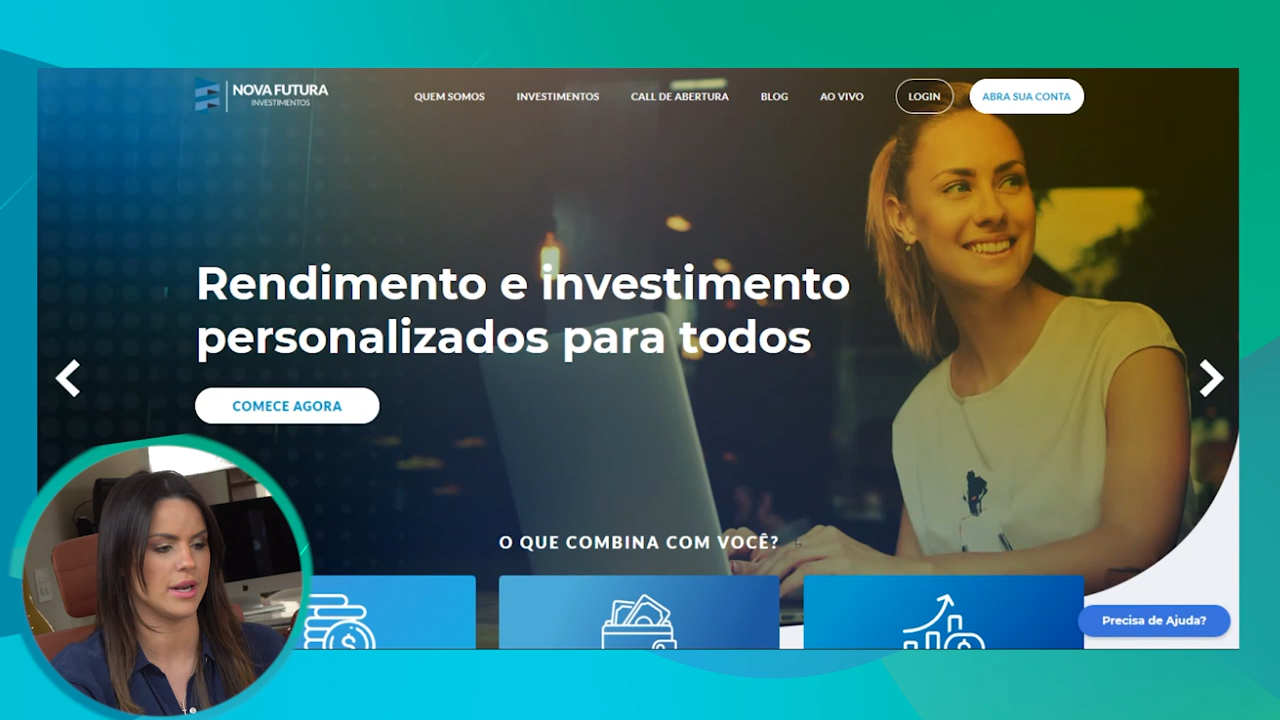 NOVA FUTURA
INVESTIMENTOS
QUEM SOMOS
INVESTIMENTOS
CALL DE ABERTURA
BLOG
AO VIVO
LOGIN
ABRA SUA CONTA
Rendimento e investimento
personalizados para todos
COMECE AGORA
O QUE COMBINA COM VOCÊ?
Precisa de Ajuda?